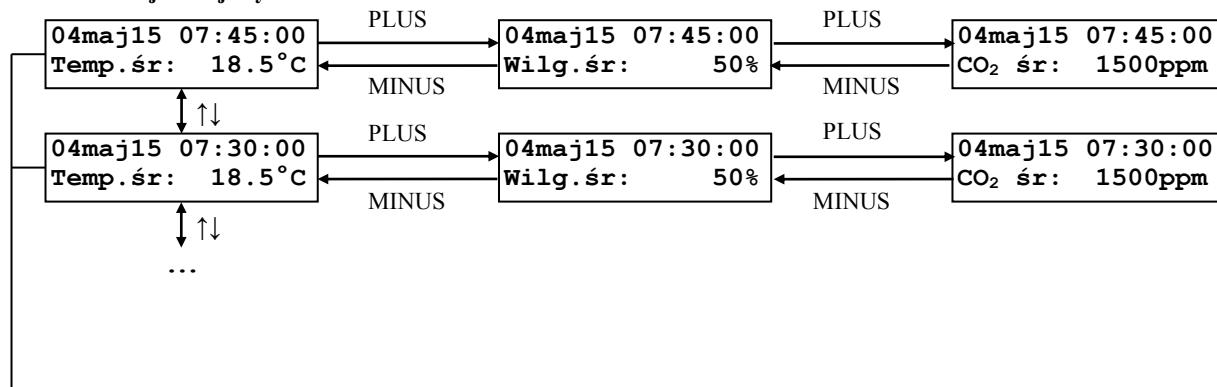 PLUS PLUS
04maj15 07:45:00 04maj15 07:45:00 04maj15 07:45:00
Temp.śr: 18.5°C Wilg.śr: 50% CO₂ śr: 1500ppm
MINUS MINUS
↑↓
PLUS PLUS
04maj15 07:30:00 04maj15 07:30:00 04maj15 07:30:00
Temp.śr: 18.5°C Wilg.śr: 50% CO₂ śr: 1500ppm
MINUS MINUS
↑↓
...